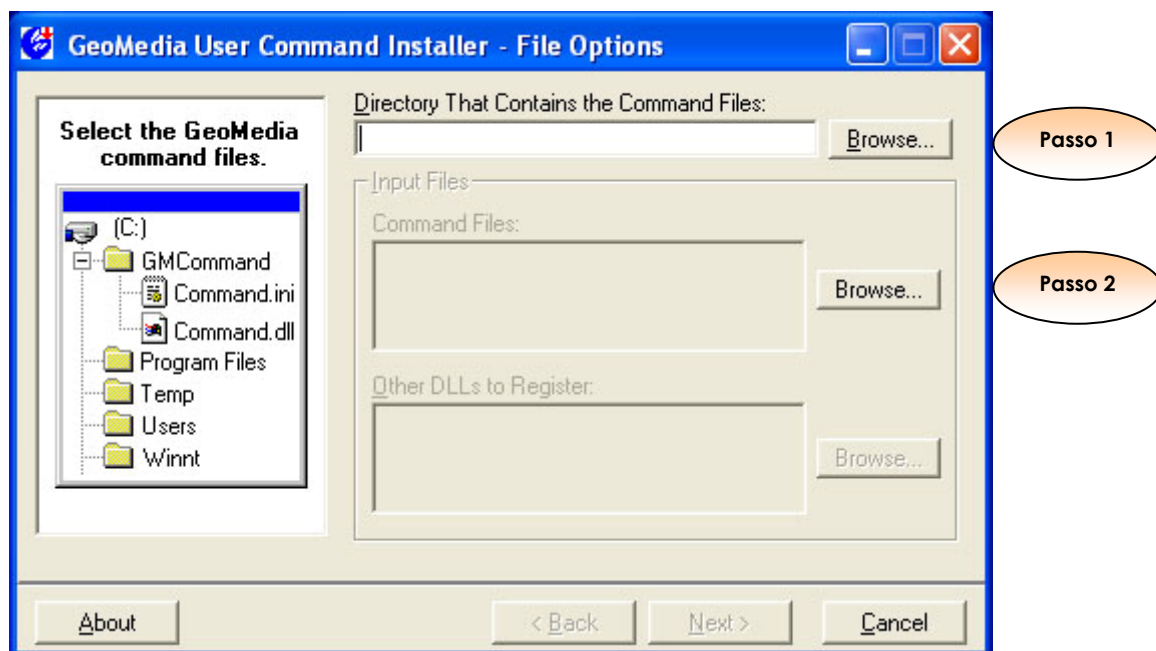 GeoMedia User Command Installer - File Options
Select the GeoMedia
command files.
(C:)
GMCommand
Command.ini
Command.dll
Program Files
Temp
Users
Winnt
Directory That Contains the Command Files:
Browse...
Passo 1
Input Files
Command Files:
Browse...
Passo 2
Other DLLs to Register:
Browse...
About
< Back
Next >
Cancel